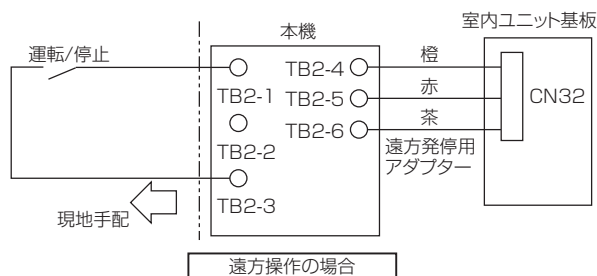 室内ユニット基板
本機
運転/停止
TB2-1
TB2-2
TB2-3
TB2-4
TB2-5
TB2-6
橙
赤
茶
CN32
遠方発停用
アダプター
現地手配
遠方操作の場合